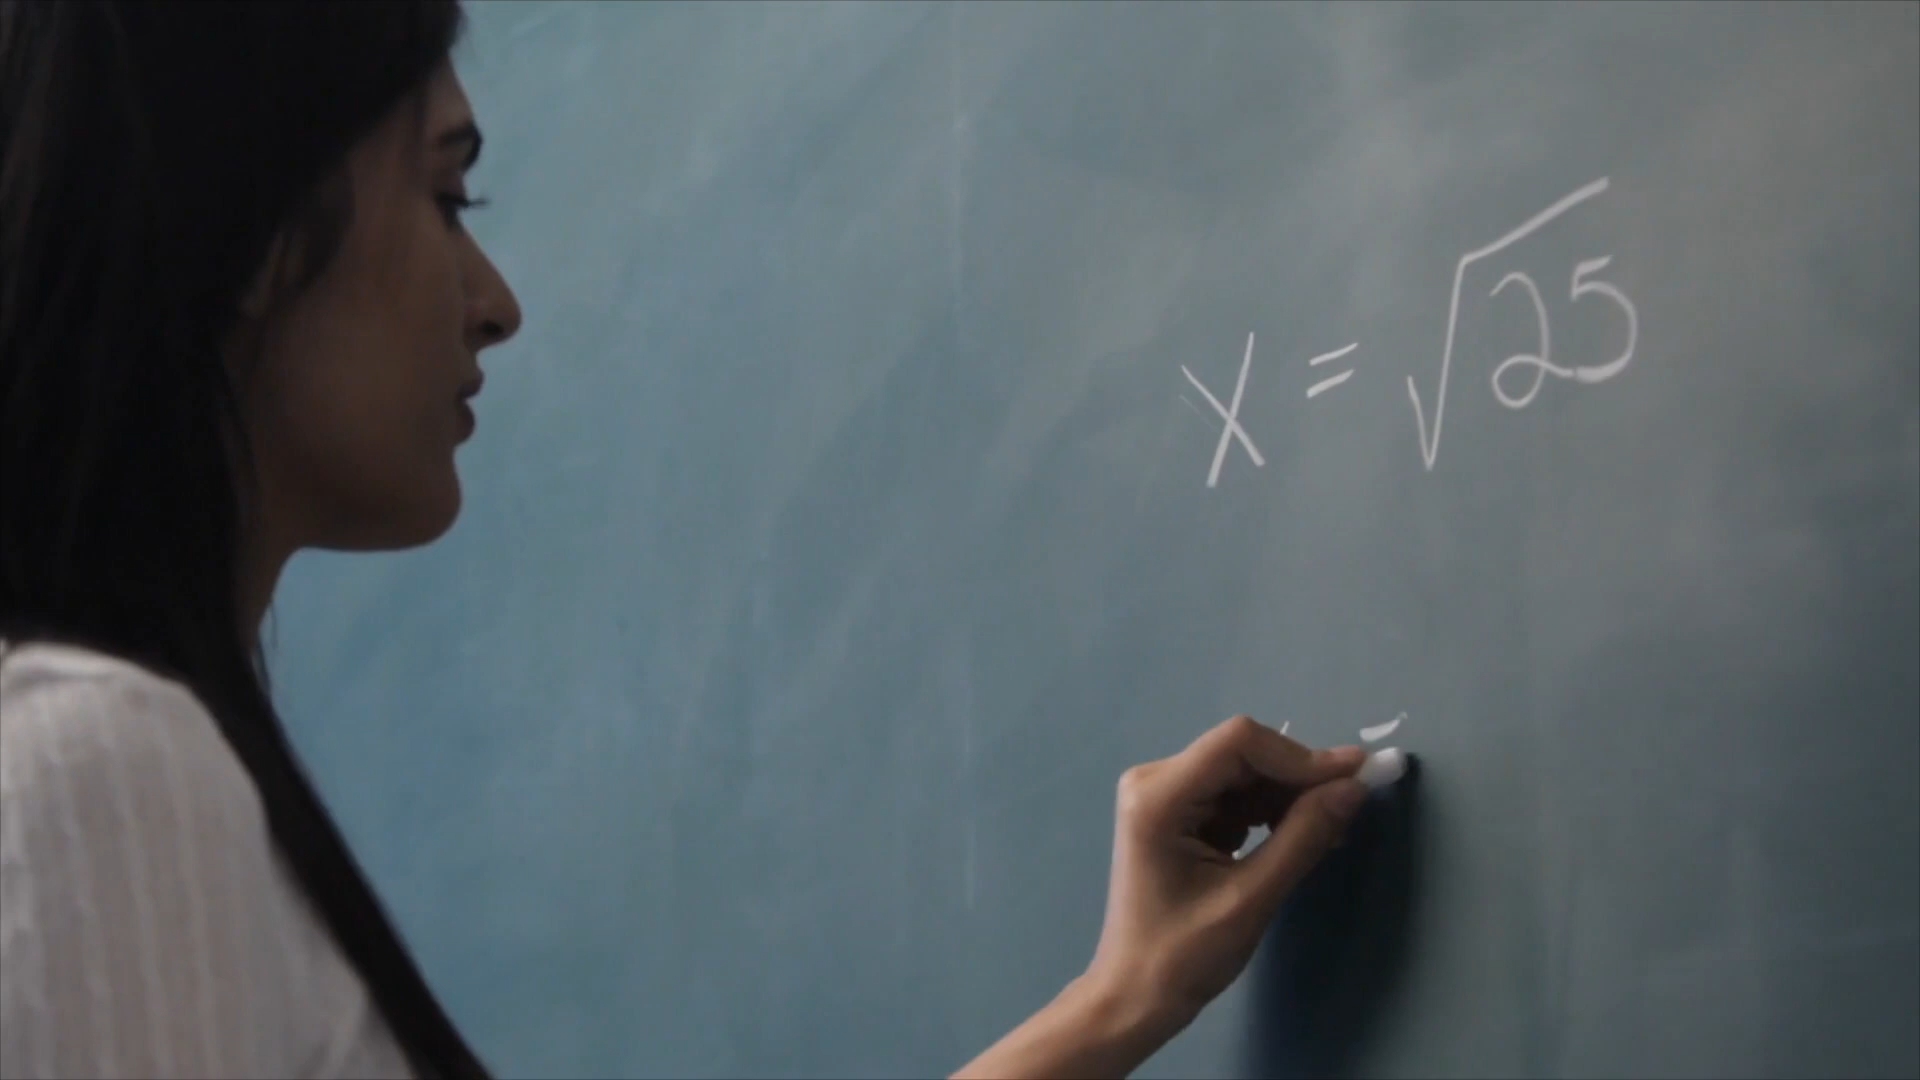 x = √25
=